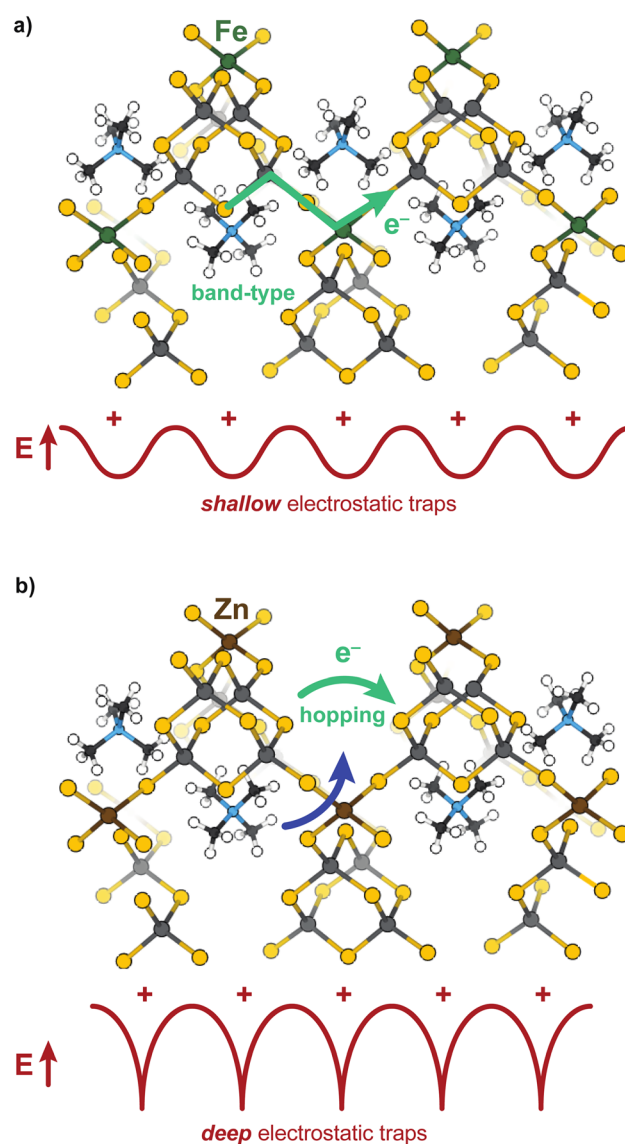 a)
Fe
e⁻
band-type
+ + + + +
E
shallow electrostatic traps
b)
Zn
e⁻
hopping
+ + + + +
E
deep electrostatic traps